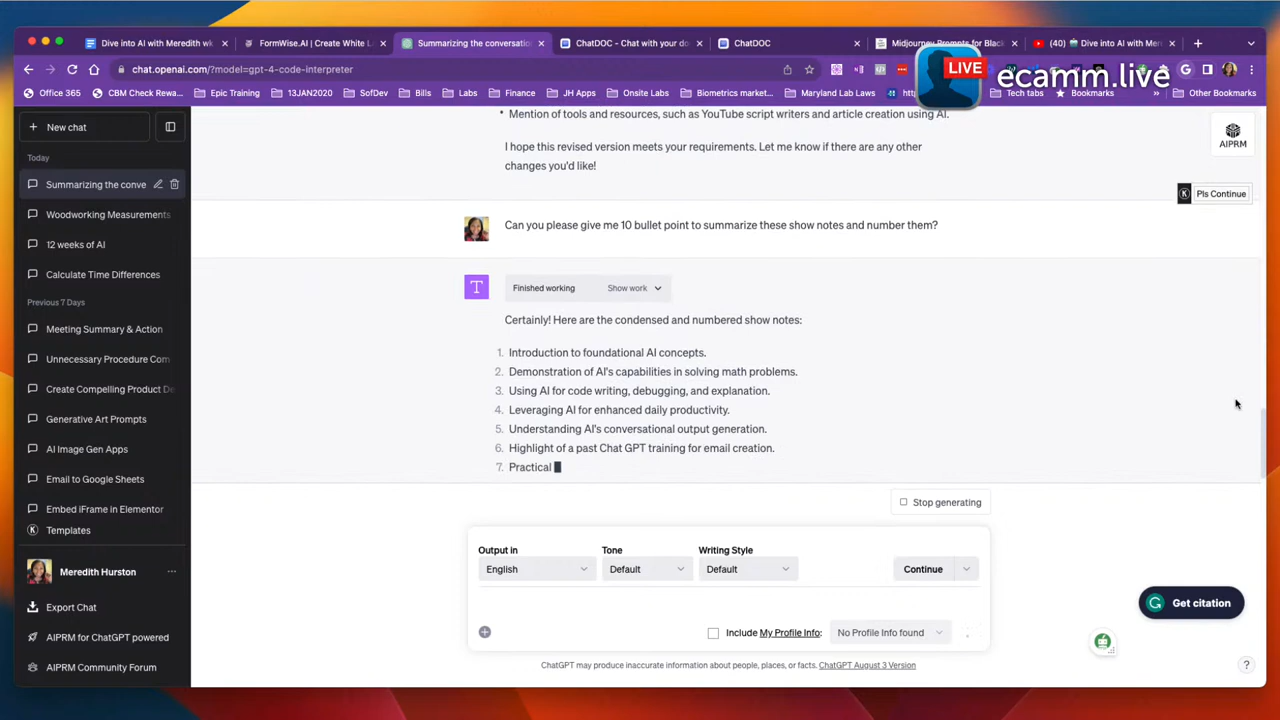 Dive into AI with Meredith wk
FormWise.AI | Create White L
Summarizing the conversatio
ChatDOC - Chat with your do
ChatDOC
Midjourney Prompts for Black
(40) Dive into AI with Mer
chat.openai.com/?model=gpt-4-code-interpreter
LIVE
ecamm.live
Office 365
CBM Check Rewa...
Epic Training
13JAN2020
SofDev
Bills
Labs
Finance
JH Apps
Onsite Labs
Biometrics market...
Maryland Lab Laws
Tech tabs
Bookmarks
Other Bookmarks
New chat
Today
Summarizing the conve
Woodworking Measurements
12 weeks of AI
Calculate Time Differences
Previous 7 Days
Meeting Summary & Action
Unnecessary Procedure Com
Create Compelling Product De
Generative Art Prompts
AI Image Gen Apps
Email to Google Sheets
Embed iFrame in Elementor
Templates
Meredith Hurston
Export Chat
AIPRM for ChatGPT powered
AIPRM Community Forum
• Mention of tools and resources, such as YouTube script writers and article creation using AI.
I hope this revised version meets your requirements. Let me know if there are any other
changes you'd like!
AIPRM
K Pls Continue
Can you please give me 10 bullet point to summarize these show notes and number them?
T
Finished working Show work
Certainly! Here are the condensed and numbered show notes:
1. Introduction to foundational AI concepts.
2. Demonstration of AI's capabilities in solving math problems.
3. Using AI for code writing, debugging, and explanation.
4. Leveraging AI for enhanced daily productivity.
5. Understanding AI's conversational output generation.
6. Highlight of a past Chat GPT training for email creation.
7. Practical
Stop generating
Output in
English
Tone
Default
Writing Style
Default
Continue
Include My Profile Info:
No Profile Info found
Get citation
ChatGPT may produce inaccurate information about people, places, or facts. ChatGPT August 3 Version
?